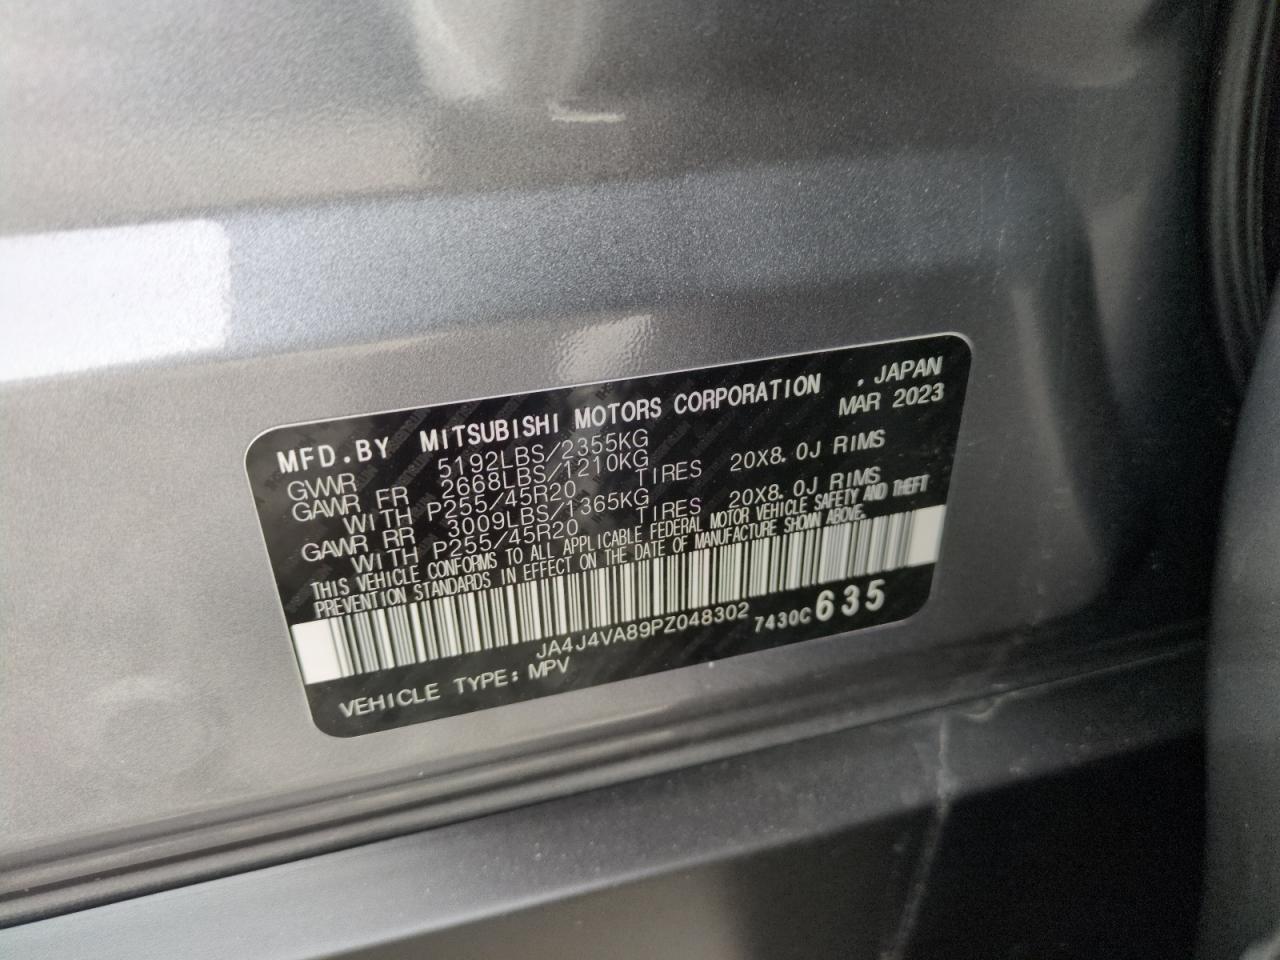 MFD.BY MITSUBISHI MOTORS CORPORATION . JAPAN
MAR 2023
GVWR 5192LBS/2355KG
GAWR FR 2668LBS/1210KG
WITH P255/45R20 TIRES 20X8.0J RIMS
GAWR RR 3009LBS/1365KG
WITH P255/45R20 TIRES 20X8.0J RIMS
THIS VEHICLE CONFORMS TO ALL APPLICABLE FEDERAL MOTOR VEHICLE SAFETY AND THEFT
PREVENTION STANDARDS IN EFFECT ON THE DATE OF MANUFACTURE SHOWN ABOVE.
JA4J4VA89PZ048302 7430C635
VEHICLE TYPE: MPV